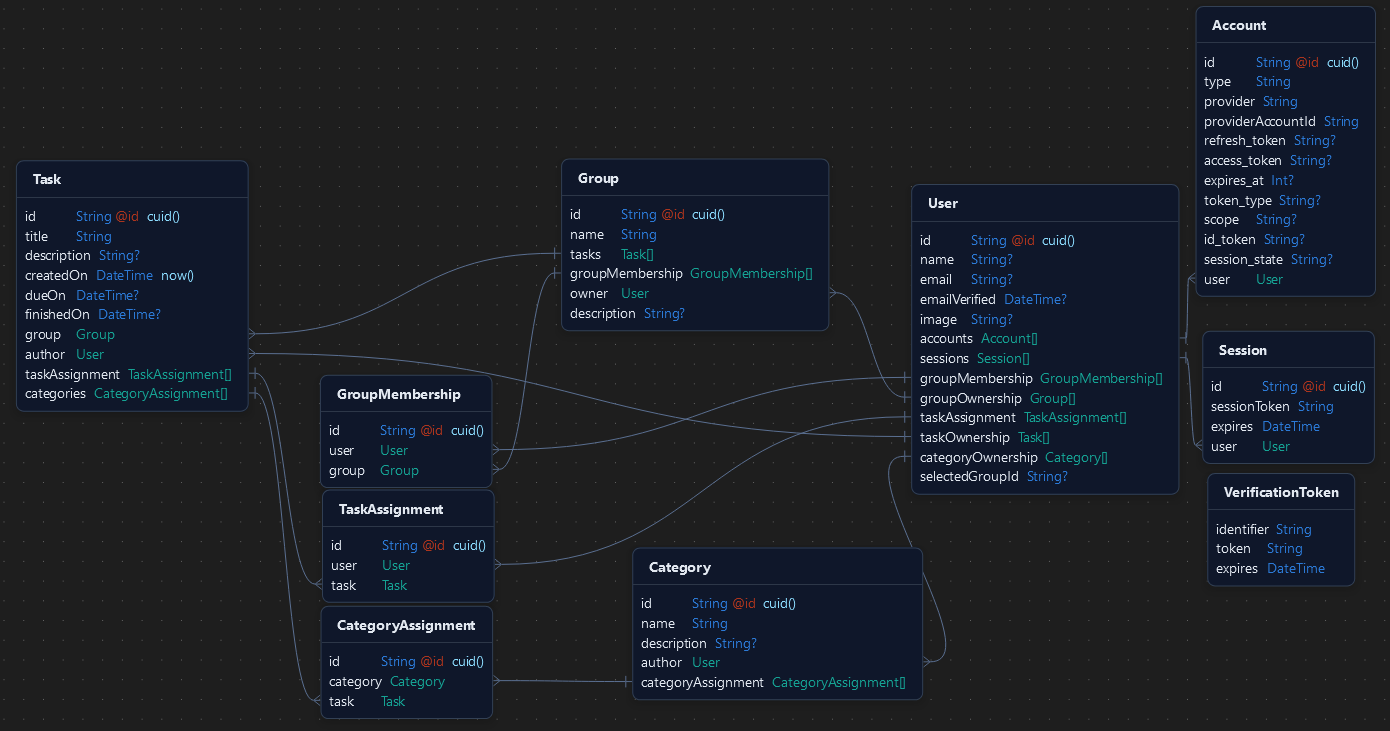 Account
id String @id cuid()
type String
provider String
providerAccountId String
refresh_token String?
access_token String?
expires_at Int?
token_type String?
scope String?
id_token String?
session_state String?
user User
Task
id String @id cuid()
title String
description String?
createdOn DateTime now()
dueOn DateTime?
finishedOn DateTime?
group Group
author User
taskAssignment TaskAssignment[]
categories CategoryAssignment[]
Group
id String @id cuid()
name String
tasks Task[]
groupMembership GroupMembership[]
owner User
description String?
User
id String @id cuid()
name String?
email String?
emailVerified DateTime?
image String?
accounts Account[]
sessions Session[]
groupMembership GroupMembership[]
groupOwnership Group[]
taskAssignment TaskAssignment[]
taskOwnership Task[]
categoryOwnership Category[]
selectedGroupId String?
Session
id String @id cuid()
sessionToken String
expires DateTime
user User
GroupMembership
id String @id cuid()
user User
group Group
VerificationToken
identifier String
token String
expires DateTime
TaskAssignment
id String @id cuid()
user User
task Task
Category
id String @id cuid()
name String
description String?
author User
categoryAssignment CategoryAssignment[]
CategoryAssignment
id String @id cuid()
category Category
task Task